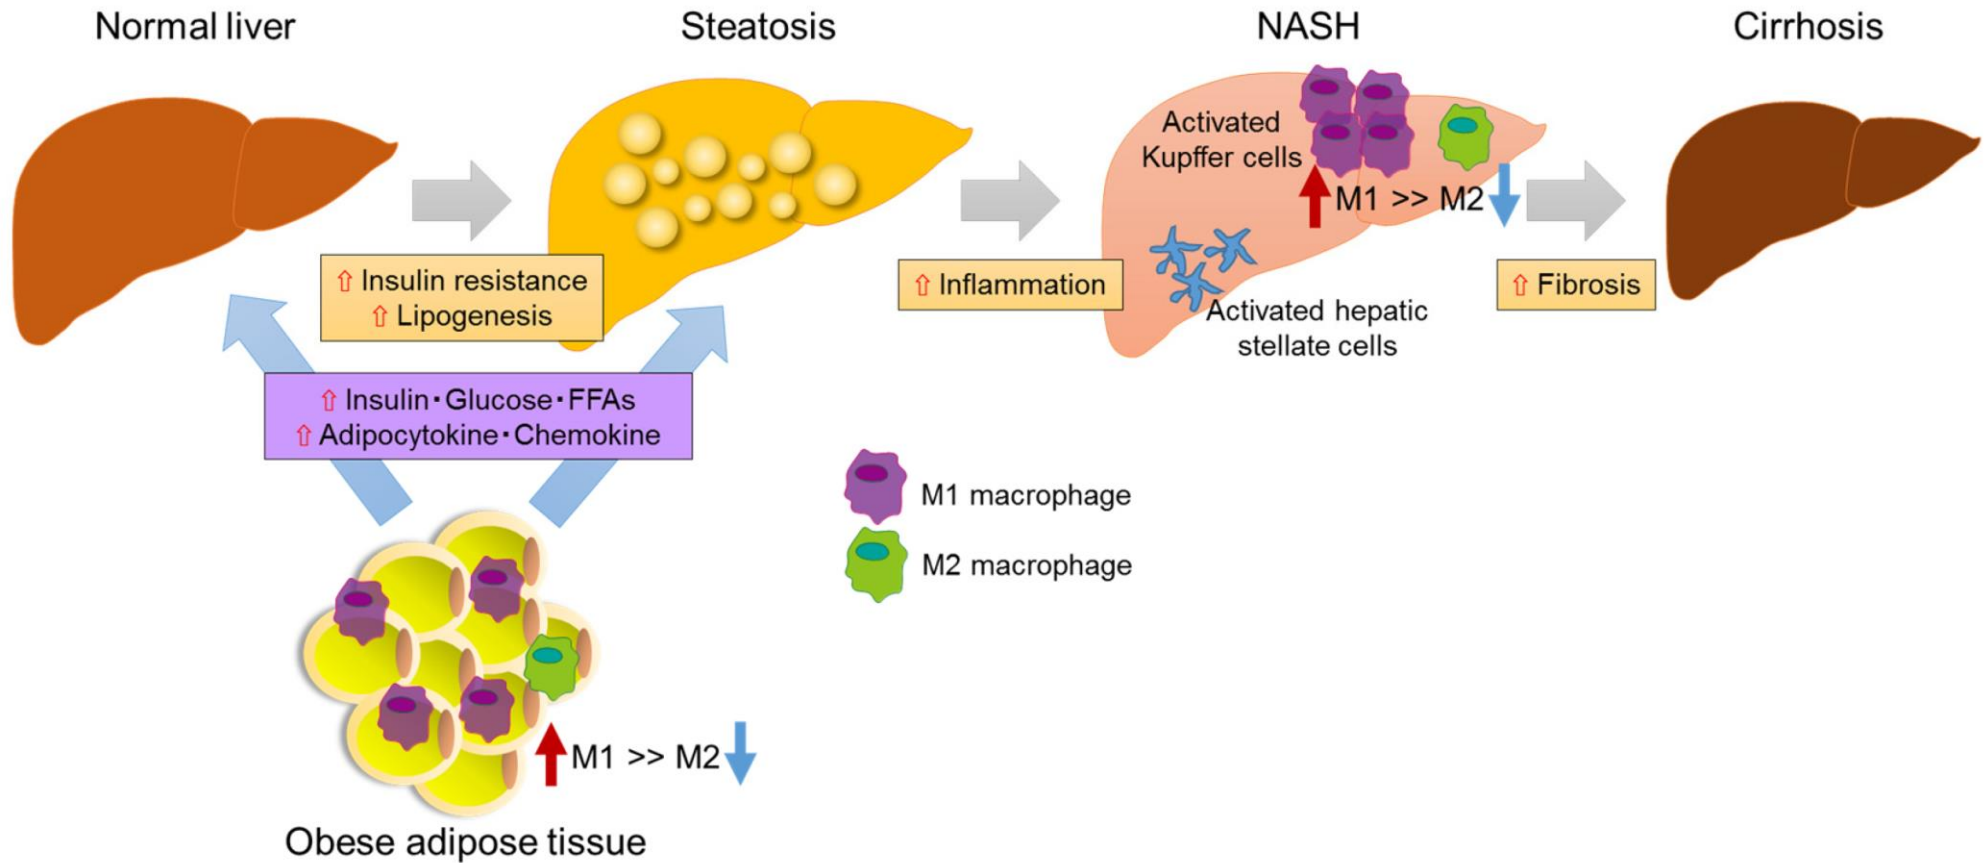 Normal liver
Steatosis
NASH
Cirrhosis
Activated
Kupffer cells
M1 >> M2
⇧ Insulin resistance
⇧ Lipogenesis
⇧ Inflammation
Activated hepatic
stellate cells
⇧ Fibrosis
⇧ Insulin・Glucose・FFAs
⇧ Adipocytokine・Chemokine
M1 macrophage
M2 macrophage
M1 >> M2
Obese adipose tissue